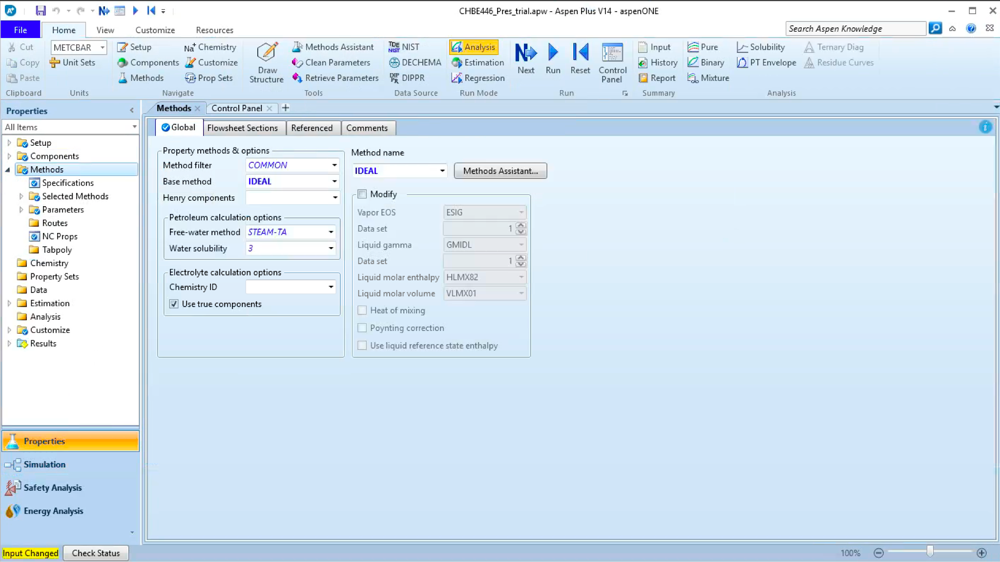 CHBE446_Pres_trial.apw - Aspen Plus V14 - aspenONE
File Home View Customize Resources Search Aspen Knowledge
Cut METCBAR Setup Na+ Chemistry Methods Assistant TDE NIST NIST Analysis Input Pure Solubility Ternary Diag
Copy Unit Sets Components Customize Clean Parameters DECHEMA Estimation History Binary PT Envelope Residue Curves
Paste Methods Prop Sets Draw Structure Retrieve Parameters DIP PR DIPPR Regression Next Run Reset Control Panel Report Mixture
Clipboard Units Navigate Tools Data Source Run Mode Run Summary Analysis
Properties
All Items
Setup
Components
Methods
Specifications
Selected Methods
Parameters
Routes
NC Props
Tabpoly
Chemistry
Property Sets
Data
Estimation
Analysis
Customize
Results
Properties
Simulation
Safety Analysis
Energy Analysis
Methods Control Panel
Global Flowsheet Sections Referenced Comments
Property methods & options
Method filter COMMON
Base method IDEAL
Henry components
Petroleum calculation options
Free-water method STEAM-TA
Water solubility 3
Electrolyte calculation options
Chemistry ID
Use true components
Method name
IDEAL Methods Assistant...
Modify
Vapor EOS ESIG
Data set 1
Liquid gamma GMIDL
Data set 1
Liquid molar enthalpy HLMX82
Liquid molar volume VLMX01
Heat of mixing
Poynting correction
Use liquid reference state enthalpy
Input Changed Check Status 100%